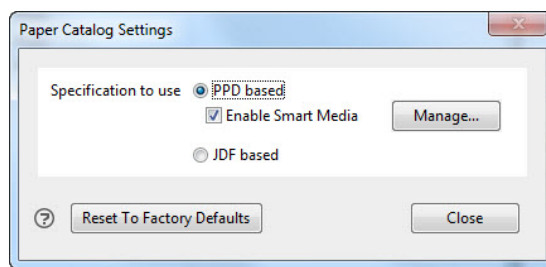 Paper Catalog Settings
Specification to use PPD based
Enable Smart Media Manage...
JDF based
? Reset To Factory Defaults Close